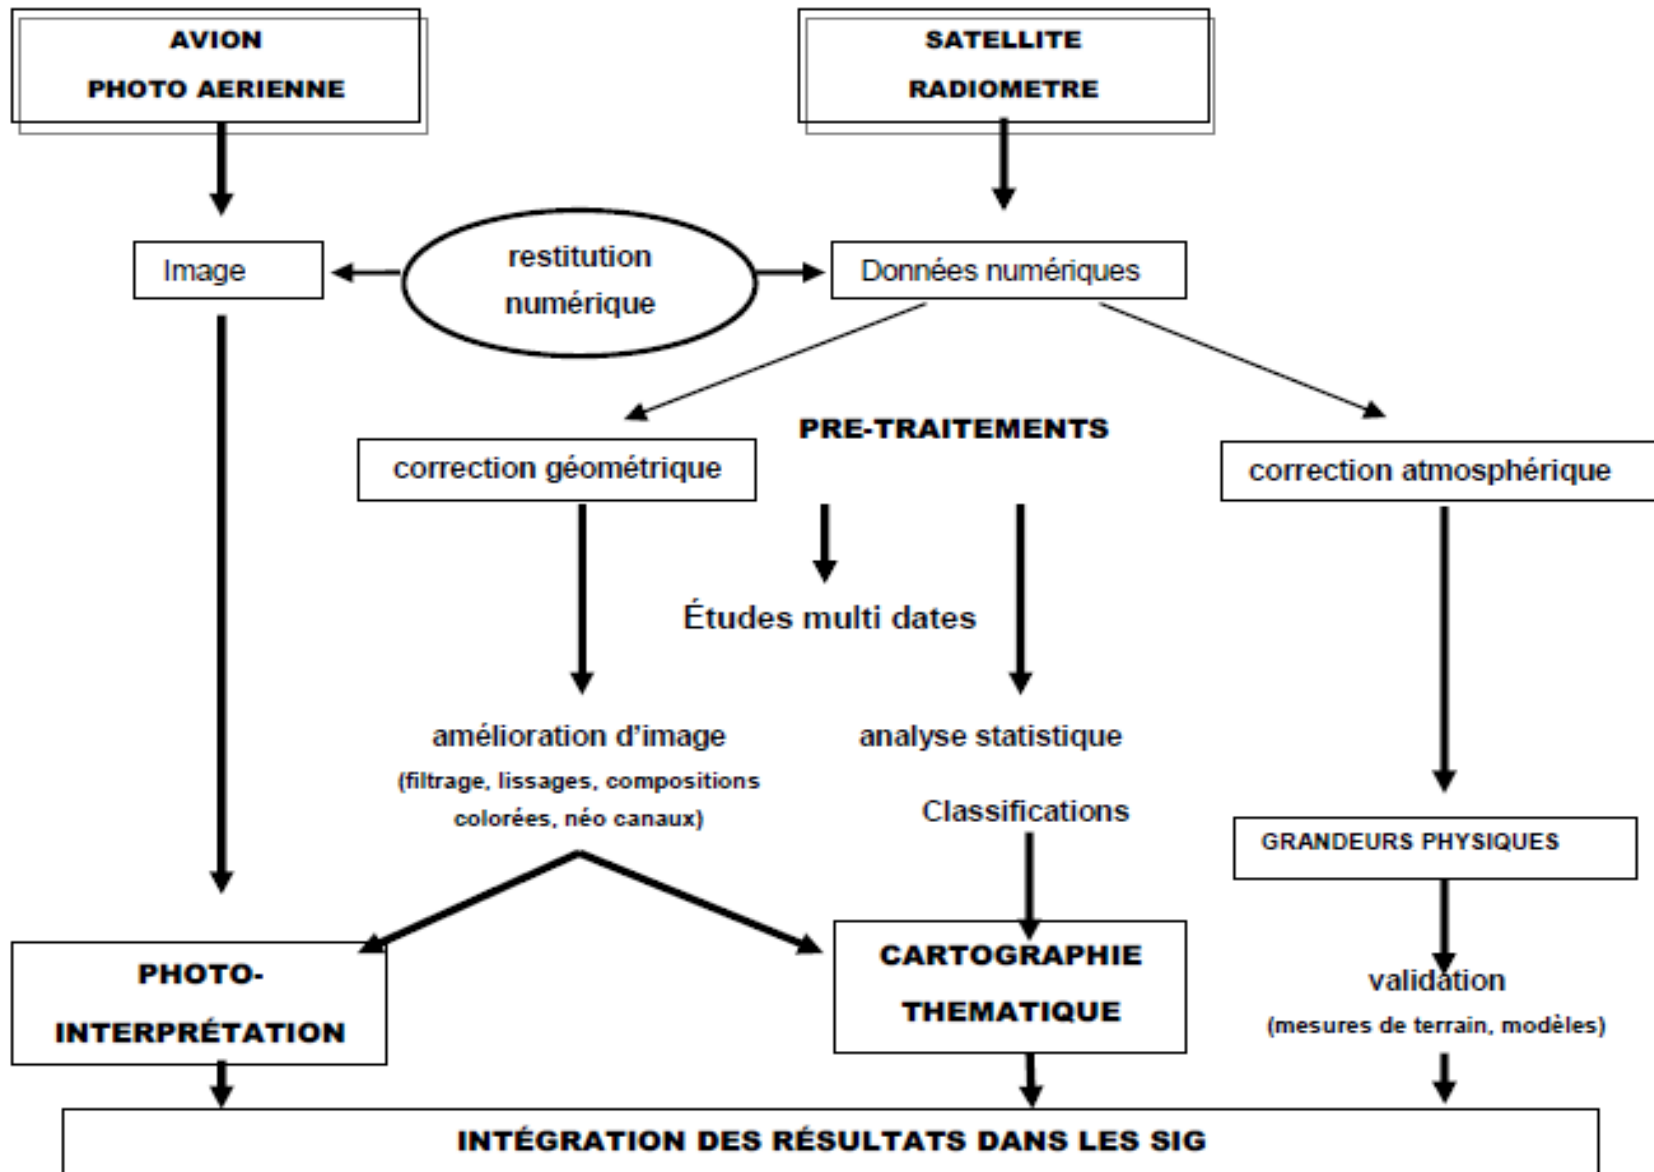 AVION
PHOTO AERIENNE
SATELLITE
RADIOMETRE
Image
restitution
numérique
Données numériques
PRE-TRAITEMENTS
correction géométrique
correction atmosphérique
Études multi dates
amélioration d'image
(filtrage, lissages, compositions
colorées, néo canaux)
analyse statistique
Classifications
GRANDEURS PHYSIQUES
PHOTO-
INTERPRÉTATION
CARTOGRAPHIE
THEMATIQUE
validation
(mesures de terrain, modèles)
INTÉGRATION DES RÉSULTATS DANS LES SIG